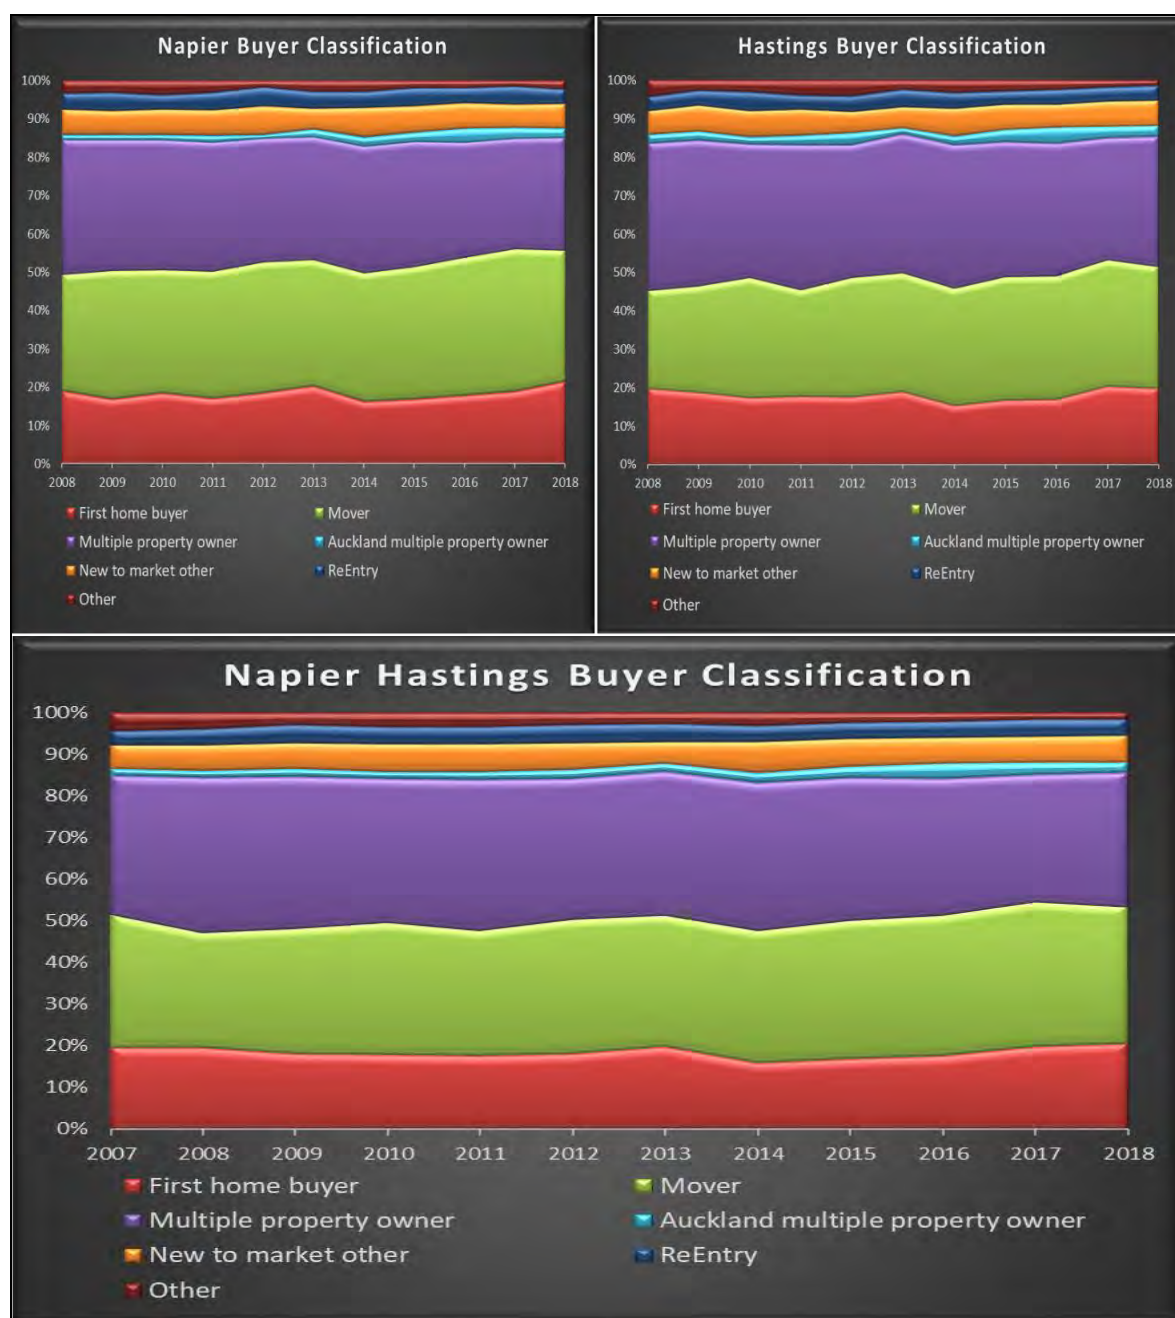 Napier Buyer Classification
100%
90%
80%
70%
60%
50%
40%
30%
20%
10%
0%
2008 2009 2010 2011 2012 2013 2014 2015 2016 2017 2018
First home buyer Mover
Multiple property owner Auckland multiple property owner
New to market other ReEntry
Other
Hastings Buyer Classification
100%
90%
80%
70%
60%
50%
40%
30%
20%
10%
0%
2008 2009 2010 2011 2012 2013 2014 2015 2016 2017 2018
First home buyer Mover
Multiple property owner Auckland multiple property owner
New to market other ReEntry
Other
Napier Hastings Buyer Classification
100%
90%
80%
70%
60%
50%
40%
30%
20%
10%
0%
2007 2008 2009 2010 2011 2012 2013 2014 2015 2016 2017 2018
First home buyer Mover
Multiple property owner Auckland multiple property owner
New to market other ReEntry
Other